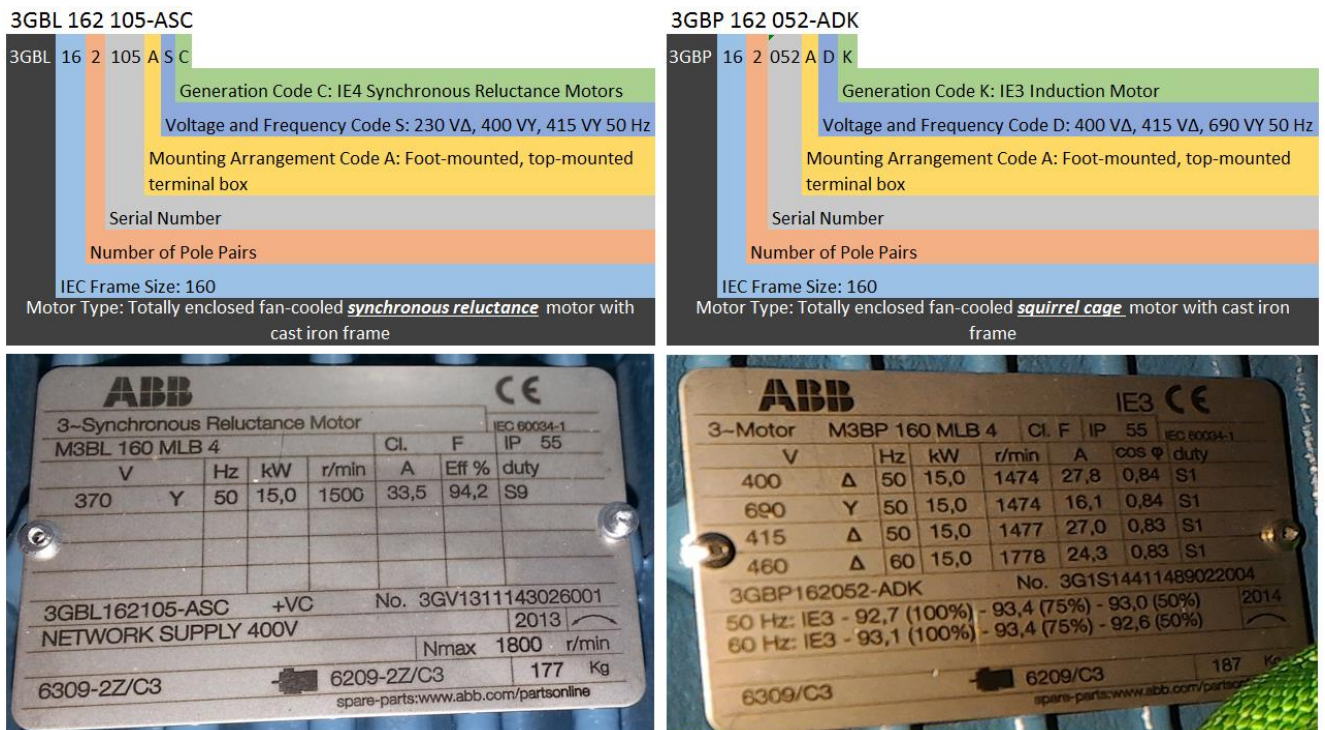 3GBL 162 105-ASC
3GBL 16 2 105 A S C
Generation Code C: IE4 Synchronous Reluctance Motors
Voltage and Frequency Code S: 230 VΔ, 400 VY, 415 VY 50 Hz
Mounting Arrangement Code A: Foot-mounted, top-mounted
terminal box
Serial Number
Number of Pole Pairs
IEC Frame Size: 160
Motor Type: Totally enclosed fan-cooled synchronous reluctance motor with
cast iron frame
3GBP 162 052-ADK
3GBP 16 2 052 A D K
Generation Code K: IE3 Induction Motor
Voltage and Frequency Code D: 400 VΔ, 415 VΔ, 690 VY 50 Hz
Mounting Arrangement Code A: Foot-mounted, top-mounted
terminal box
Serial Number
Number of Pole Pairs
IEC Frame Size: 160
Motor Type: Totally enclosed fan-cooled squirrel cage motor with cast iron
frame
ABB CE
3~Synchronous Reluctance Motor IEC 60034-1
M3BL 160 MLB 4 Cl. F IP 55
V Hz kW r/min A Eff % duty
370 Y 50 15,0 1500 33,5 94,2 S9
3GBL162105-ASC +VC No. 3GV1311143026001
NETWORK SUPPLY 400V 2013
Nmax 1800 r/min
6309-2Z/C3 6209-2Z/C3 177 Kg
spare-parts:www.abb.com/partsonline
ABB IE3 CE
3~Motor M3BP 160 MLB 4 Cl. F IP 55 IEC 60034-1
V Hz kW r/min A cos φ duty
400 Δ 50 15,0 1474 27,8 0,84 S1
690 Y 50 15,0 1474 16,1 0,84 S1
415 Δ 50 15,0 1477 27,0 0,83 S1
460 Δ 60 15,0 1778 24,3 0,83 S1
3GBP162052-ADK No. 3G1S14411489022004
50 Hz: IE3 - 92,7 (100%) - 93,4 (75%) - 93,0 (50%) 2014
60 Hz: IE3 - 93,1 (100%) - 93,4 (75%) - 92,6 (50%)
6309/C3 6209/C3 187 Kg
spare-parts:www.abb.com/